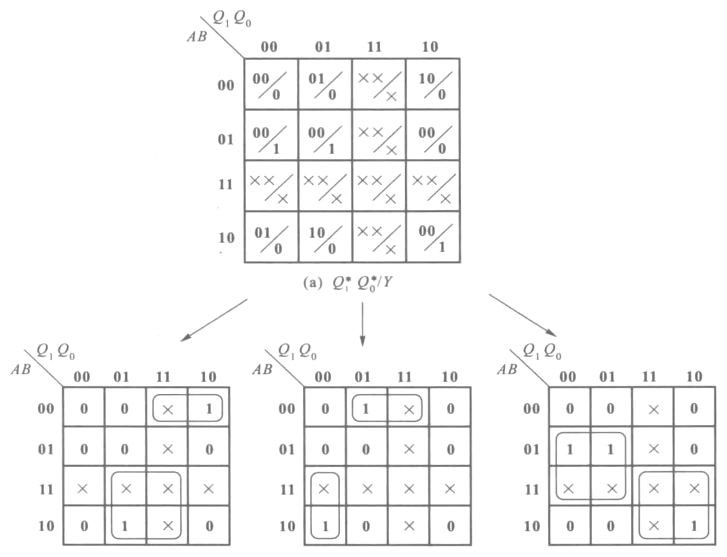 Q₁Q₀
AB 00 01 11 10
00 00/0 01/0 ××/× 10/0
01 00/1 00/1 ××/× 00/0
11 ××/× ××/× ××/× ××/×
10 01/0 10/0 ××/× 00/1
(a) Q₁* Q₀*/Y
Q₁Q₀
AB 00 01 11 10
00 0 0 × 1
01 0 0 × 0
11 × × × ×
10 0 1 × 0
Q₁Q₀
AB 00 01 11 10
00 0 1 × 0
01 0 0 × 0
11 × × × ×
10 1 0 × 0
Q₁Q₀
AB 00 01 11 10
00 0 0 × 0
01 1 1 × 0
11 × × × ×
10 0 0 × 1